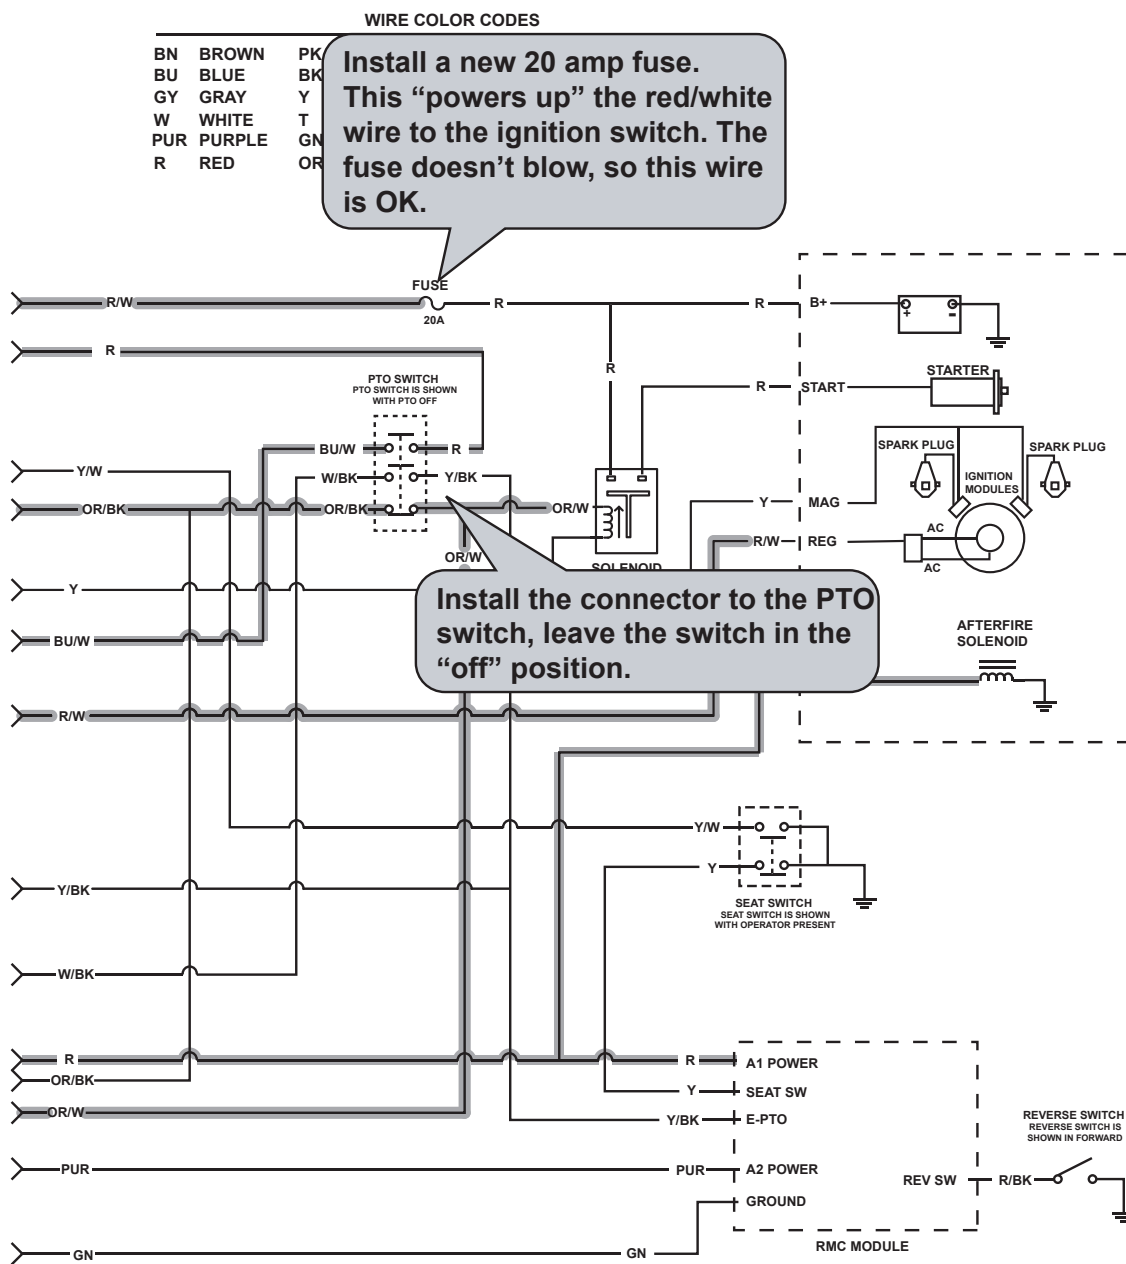 WIRE COLOR CODES
BN BROWN PK
BU BLUE BK
GY GRAY Y
W WHITE T
PUR PURPLE GN
R RED OR
Install a new 20 amp fuse.
This “powers up” the red/white
wire to the ignition switch. The
fuse doesn’t blow, so this wire
is OK.
FUSE
R/W
20A
R
R
B+
+
-
R
R
STARTER
R
START
PTO SWITCH
PTO SWITCH IS SHOWN
WITH PTO OFF
BU/W
R
SPARK PLUG
SPARK PLUG
Y/W
W/BK
Y/BK
IGNITION
MODULES
OR/BK
OR/BK
OR/W
Y
MAG
AC
R/W
REG
AC
OR/W
SOLENOID
Y
Install the connector to the PTO
switch, leave the switch in the
“off” position.
BU/W
AFTERFIRE
SOLENOID
R/W
Y/W
Y
Y/BK
SEAT SWITCH
SEAT SWITCH IS SHOWN
WITH OPERATOR PRESENT
W/BK
R
R
A1 POWER
OR/BK
Y
SEAT SW
OR/W
Y/BK
E-PTO
REVERSE SWITCH
REVERSE SWITCH IS
SHOWN IN FORWARD
PUR
PUR
A2 POWER
REV SW
R/BK
GROUND
RMC MODULE
GN
GN